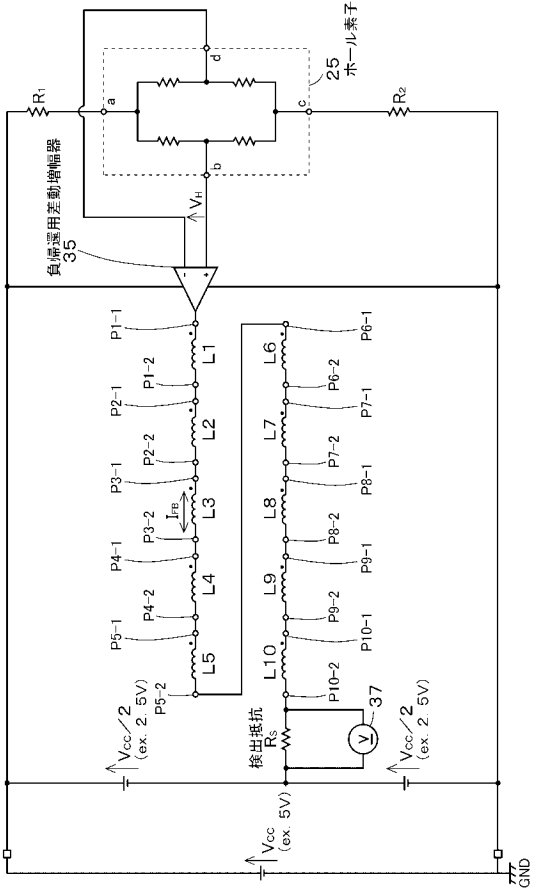 25
ホール素子
R1
a
b
c
d
R2
VH
負帰還用差動増幅器
35
-
+
P1-1
L1
P1-2
P2-1
L2
P2-2
P3-1
L3
IFB
P3-2
P4-1
L4
P4-2
P5-1
L5
P5-2
P6-1
L6
P6-2
P7-1
L7
P7-2
P8-1
L8
P8-2
P9-1
L9
P9-2
P10-1
L10
P10-2
検出抵抗
Rs
V
37
Vcc/2
(ex. 2. 5V)
Vcc/2
(ex. 2. 5V)
Vcc
(ex. 5V)
GND